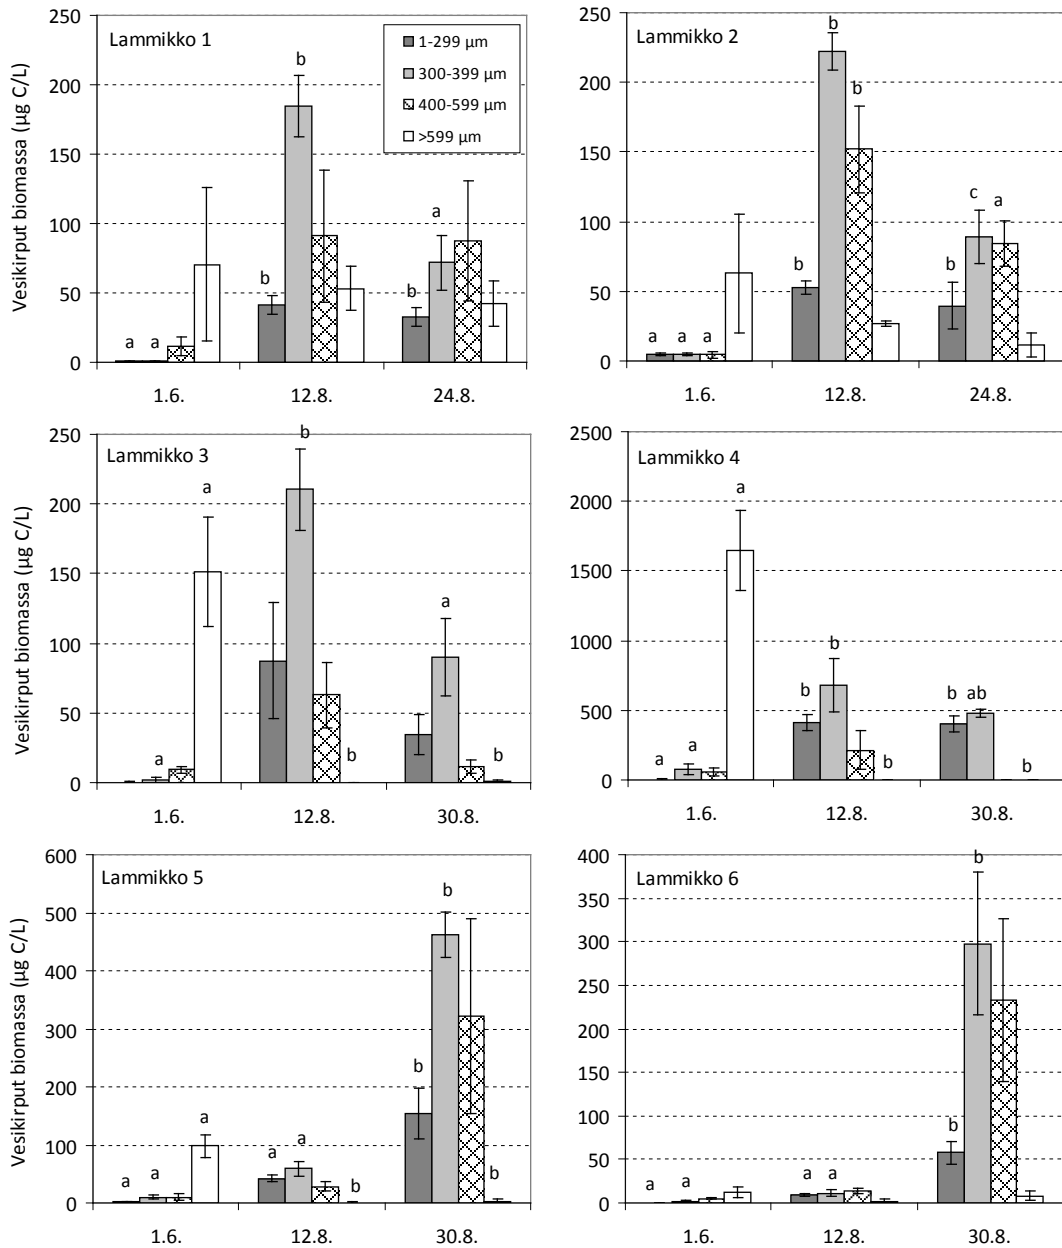 Lammikko 1
1-299 µm
300-399 µm
400-599 µm
>599 µm
Vesikirput biomassa (µg C/L)
250
200
150
100
50
0
a a b b b a
1.6. 12.8. 24.8.
Lammikko 2
250
200
150
100
50
0
a a a b b b b c a
1.6. 12.8. 24.8.
Lammikko 3
Vesikirput biomassa (µg C/L)
250
200
150
100
50
0
a a b b a b
1.6. 12.8. 30.8.
Lammikko 4
2500
2000
1500
1000
500
0
a a b b b b ab b
1.6. 12.8. 30.8.
Lammikko 5
Vesikirput biomassa (µg C/L)
600
500
400
300
200
100
0
a a a a a b b b b
1.6. 12.8. 30.8.
Lammikko 6
400
350
300
250
200
150
100
50
0
a a a a b b
1.6. 12.8. 30.8.